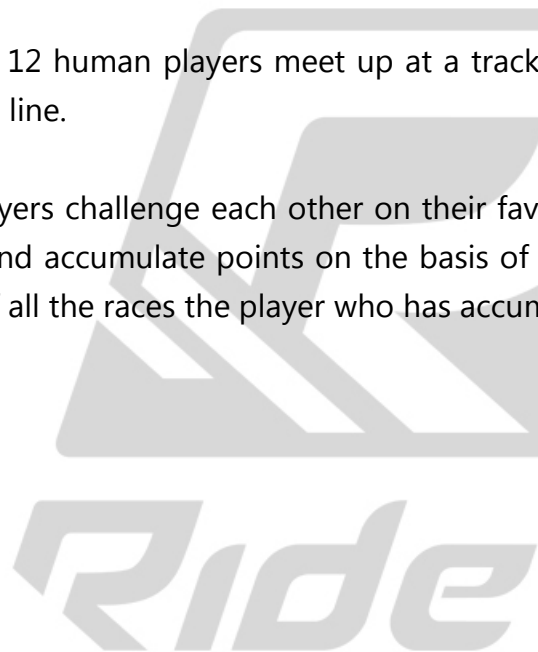 12 human players meet up at a track
line.
yers challenge each other on their fav
nd accumulate points on the basis of
all the races the player who has accum
Ride